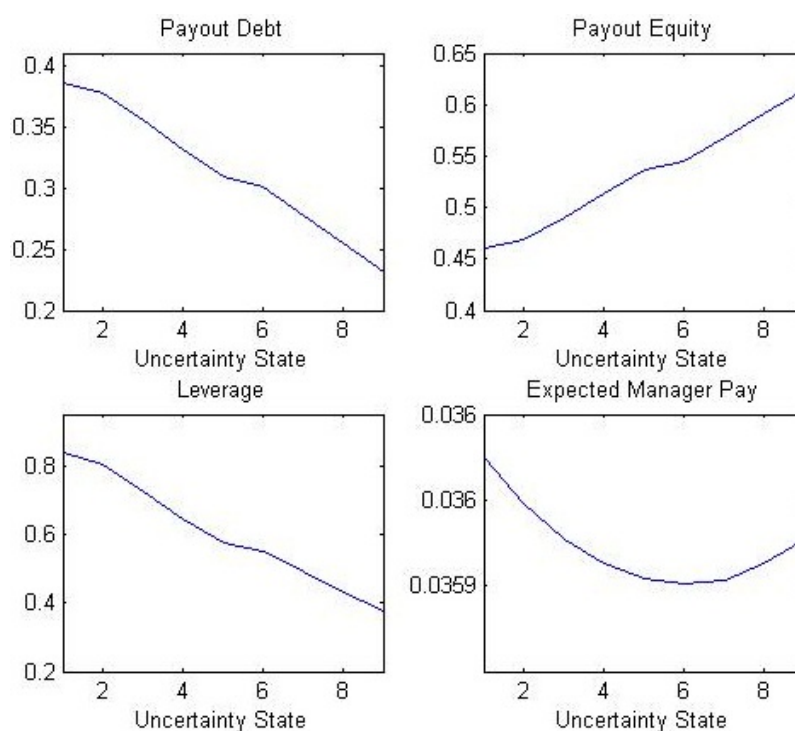 Payout Debt
0.4
0.35
0.3
0.25
0.2
2 4 6 8
Uncertainty State
Payout Equity
0.65
0.6
0.55
0.5
0.45
0.4
2 4 6 8
Uncertainty State
Leverage
0.8
0.6
0.4
0.2
2 4 6 8
Uncertainty State
Expected Manager Pay
0.036
0.036
0.0359
2 4 6 8
Uncertainty State